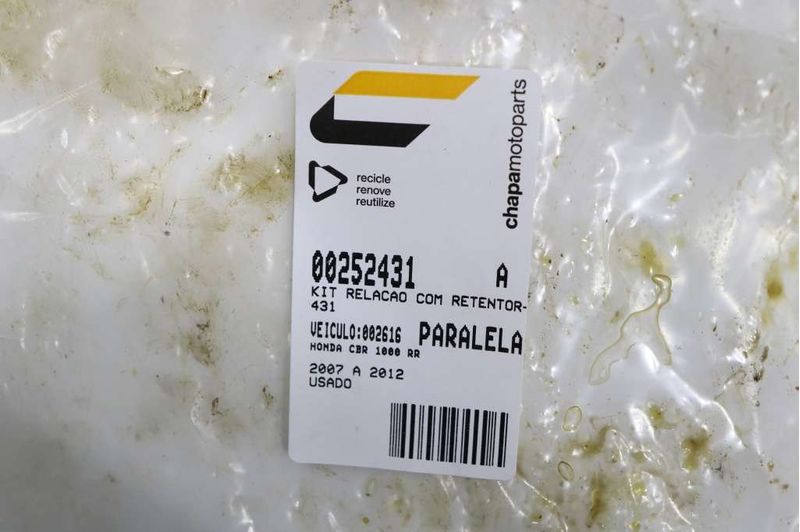 chapamotoparts
recicle
renove
reutilize
00252431 A
KIT RELACAO COM RETENTOR-
431
VEICULO:002616 PARALELA
HONDA CBR 1000 RR
2007 A 2012
USADO